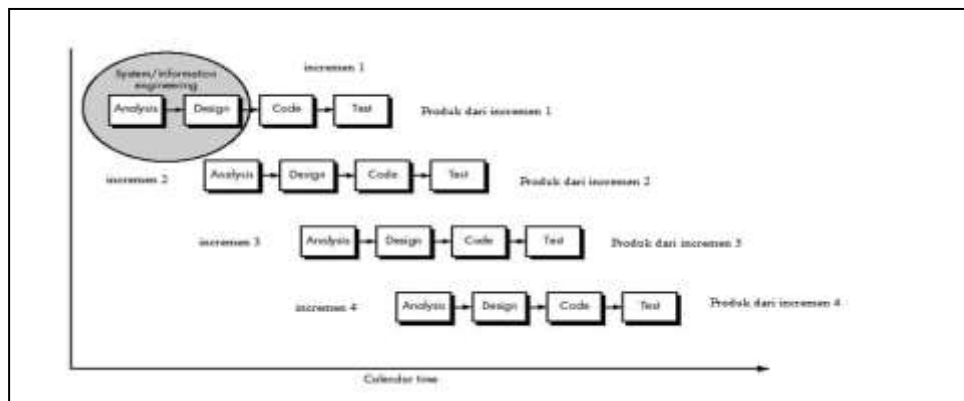 increment 1
System/information
engineering
Analysis Design Code Test Produk dari incremen 1
incremen 2 Analysis Design Code Test Produk dari incremen 2
incremen 3 Analysis Design Code Test Produk dari incremen 3
incremen 4 Analysis Design Code Test Produk dari incremen 4
Calendar time